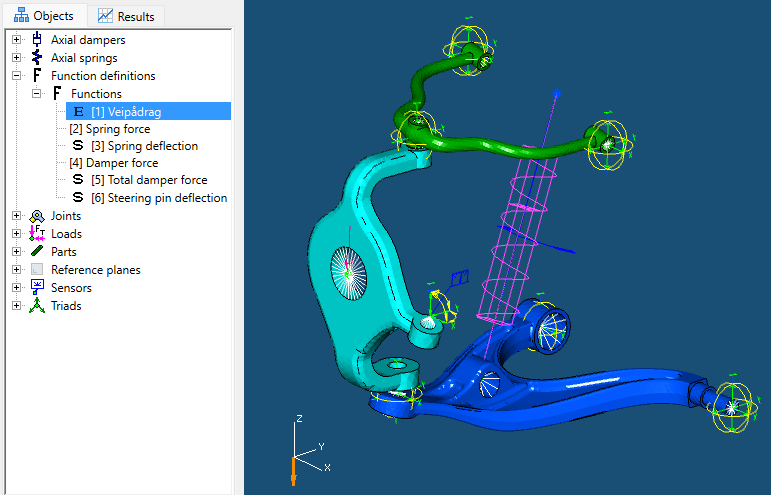 Objects
Results
Axial dampers
Axial springs
F Function definitions
F Functions
E [1] Veipådrag
[2] Spring force
S [3] Spring deflection
[4] Damper force
S [5] Total damper force
S [6] Steering pin deflection
Joints
Loads
Parts
Reference planes
Sensors
Triads
Z
Y
X